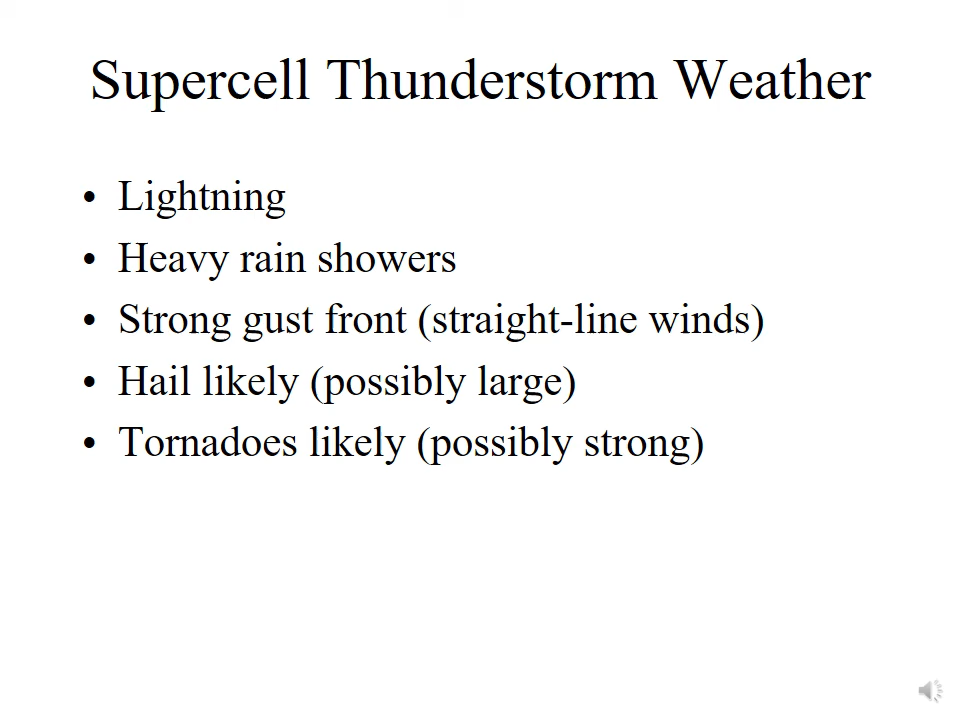 Supercell Thunderstorm Weather
• Lightning
• Heavy rain showers
• Strong gust front (straight-line winds)
• Hail likely (possibly large)
• Tornadoes likely (possibly strong)